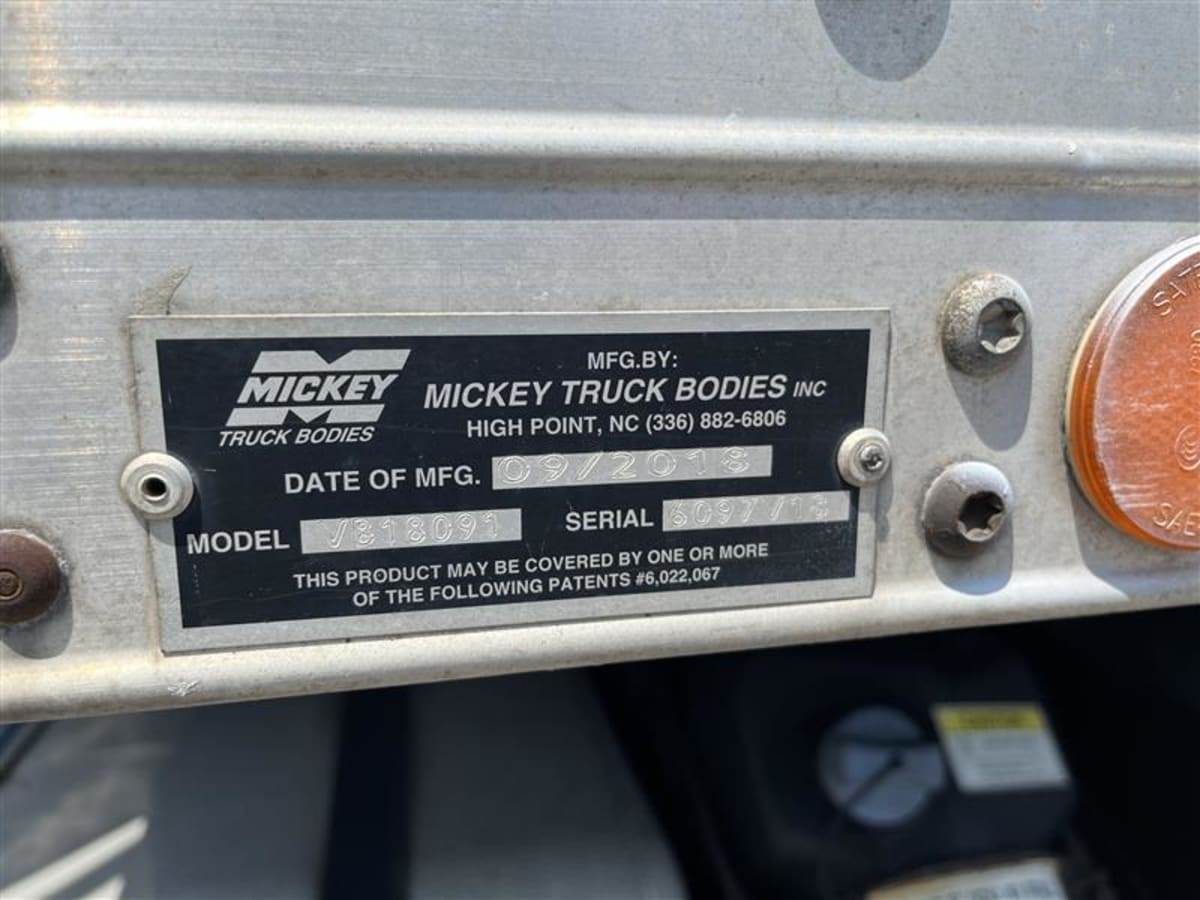 MICKEY
TRUCK BODIES
MFG.BY:
MICKEY TRUCK BODIES INC
HIGH POINT, NC (336) 882-6806
DATE OF MFG. 09/2018
MODEL VB18091
SERIAL
THIS PRODUCT MAY BE COVERED BY ONE OR MORE
OF THE FOLLOWING PATENTS #6,022,067